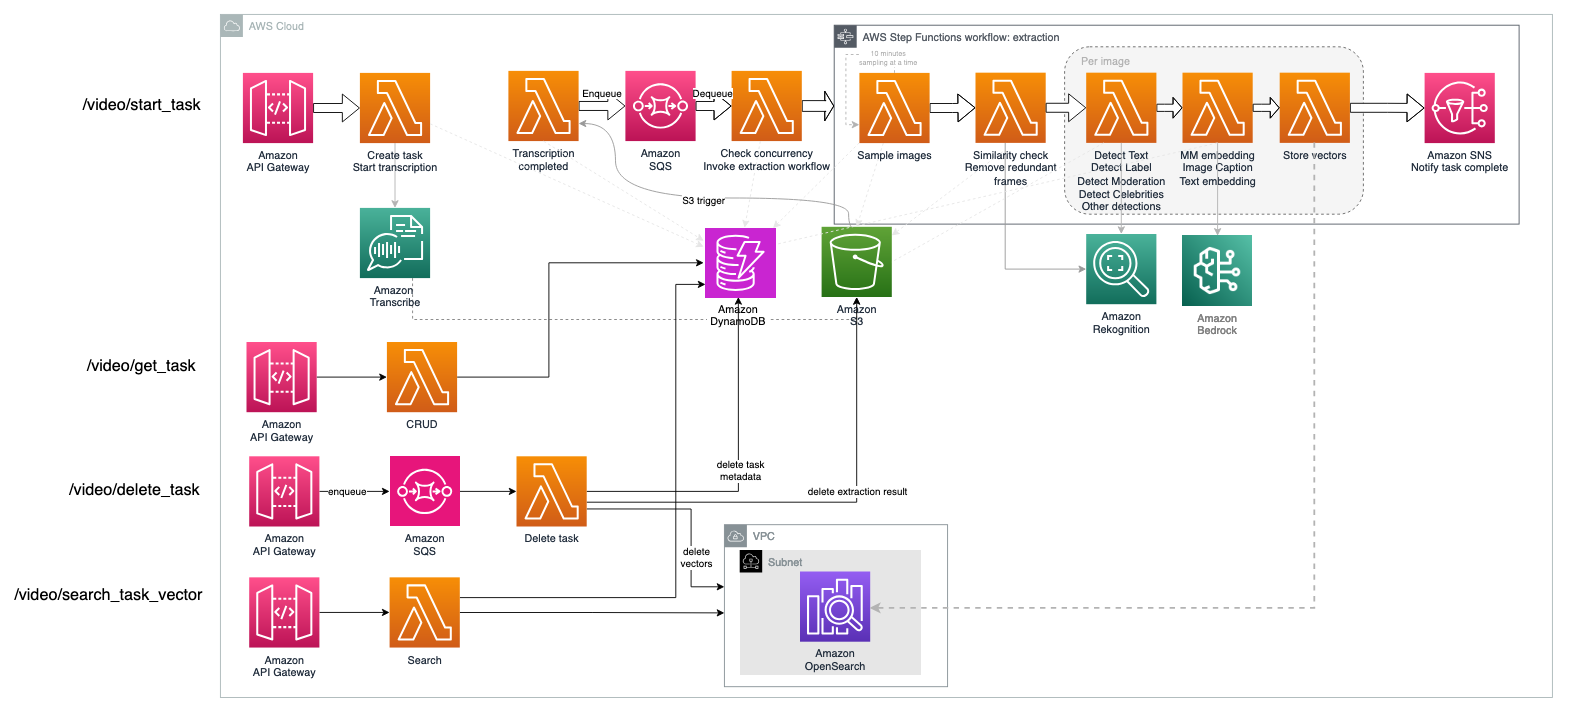 AWS Cloud
AWS Step Functions workflow: extraction
10 minutes
sampling at a time
Per image
/video/start_task
Enqueue
Dequeue
Amazon
API Gateway
Create task
Start transcription
Transcription
completed
Amazon
SQS
Check concurrency
Invoke extraction workflow
Sample images
Similarity check
Remove redundant
frames
Detect Text
Detect Label
Detect Moderation
Detect Celebrities
Other detections
MM embedding
Image Caption
Text embedding
Store vectors
Amazon SNS
Notify task complete
S3 trigger
Amazon
Transcribe
Amazon
DynamoDB
Amazon
S3
Amazon
Rekognition
Amazon
Bedrock
/video/get_task
Amazon
API Gateway
CRUD
/video/delete_task
enqueue
Amazon
API Gateway
Amazon
SQS
Delete task
delete task
metadata
delete extraction result
delete
vectors
VPC
Subnet
/video/search_task_vector
Amazon
API Gateway
Search
Amazon
OpenSearch